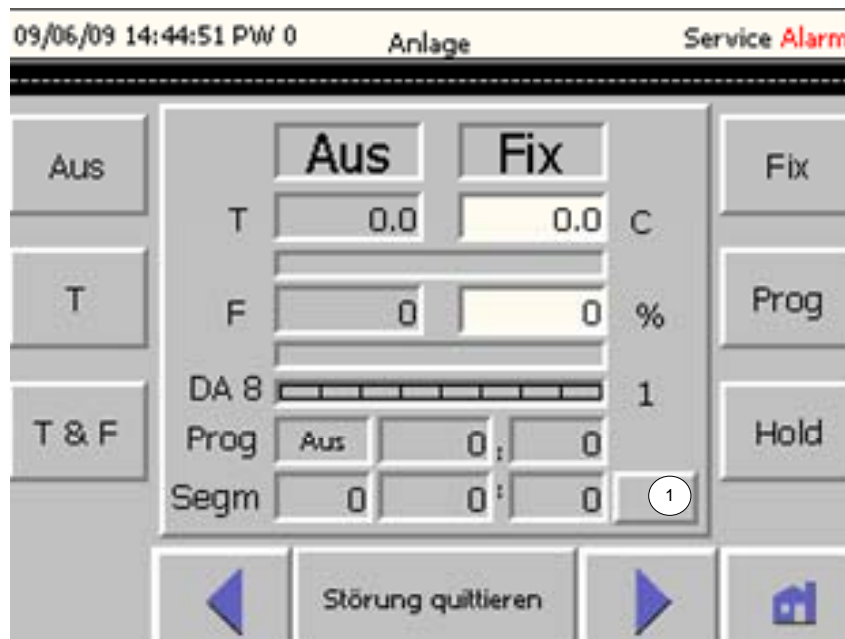 09/06/09 14:44:51 PW 0 Anlage Service Alarm
Aus Aus Fix Fix
T 0.0 0.0 C
T F 0 0 % Prog
DA 8 1
T & F Prog Aus 0 : 0 Hold
Segm 0 0 : 0 1
Störung quittieren